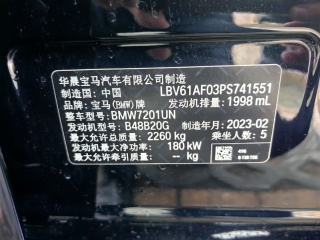 华晨宝马汽车有限公司制造
制造国: 中国 LBV61AF03PS741551
品牌: 宝马(BMW)牌 发动机排量: 1998 mL
整车型号: BMW7201UN
发动机型号: B48B20G 制造年月: 2023-02
最大允许总质量: 2260 kg 乘坐人数: 5
发动机最大净功率: 180 kW
最大允许牵引质量: -- kg